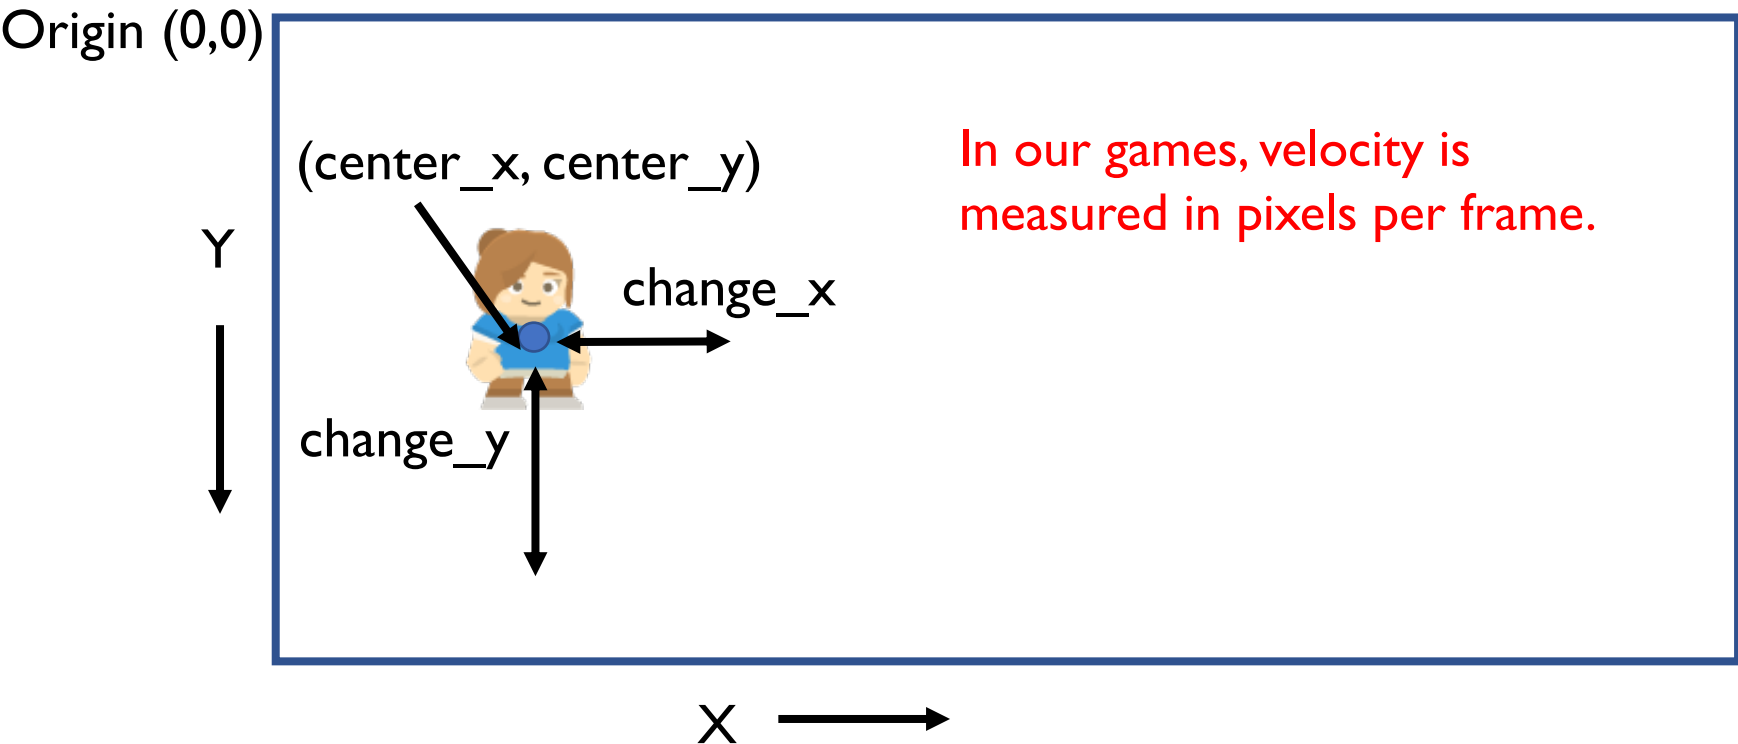 Origin (0,0)
(center_x, center_y)
In our games, velocity is
measured in pixels per frame.
Y
change_x
change_y
X